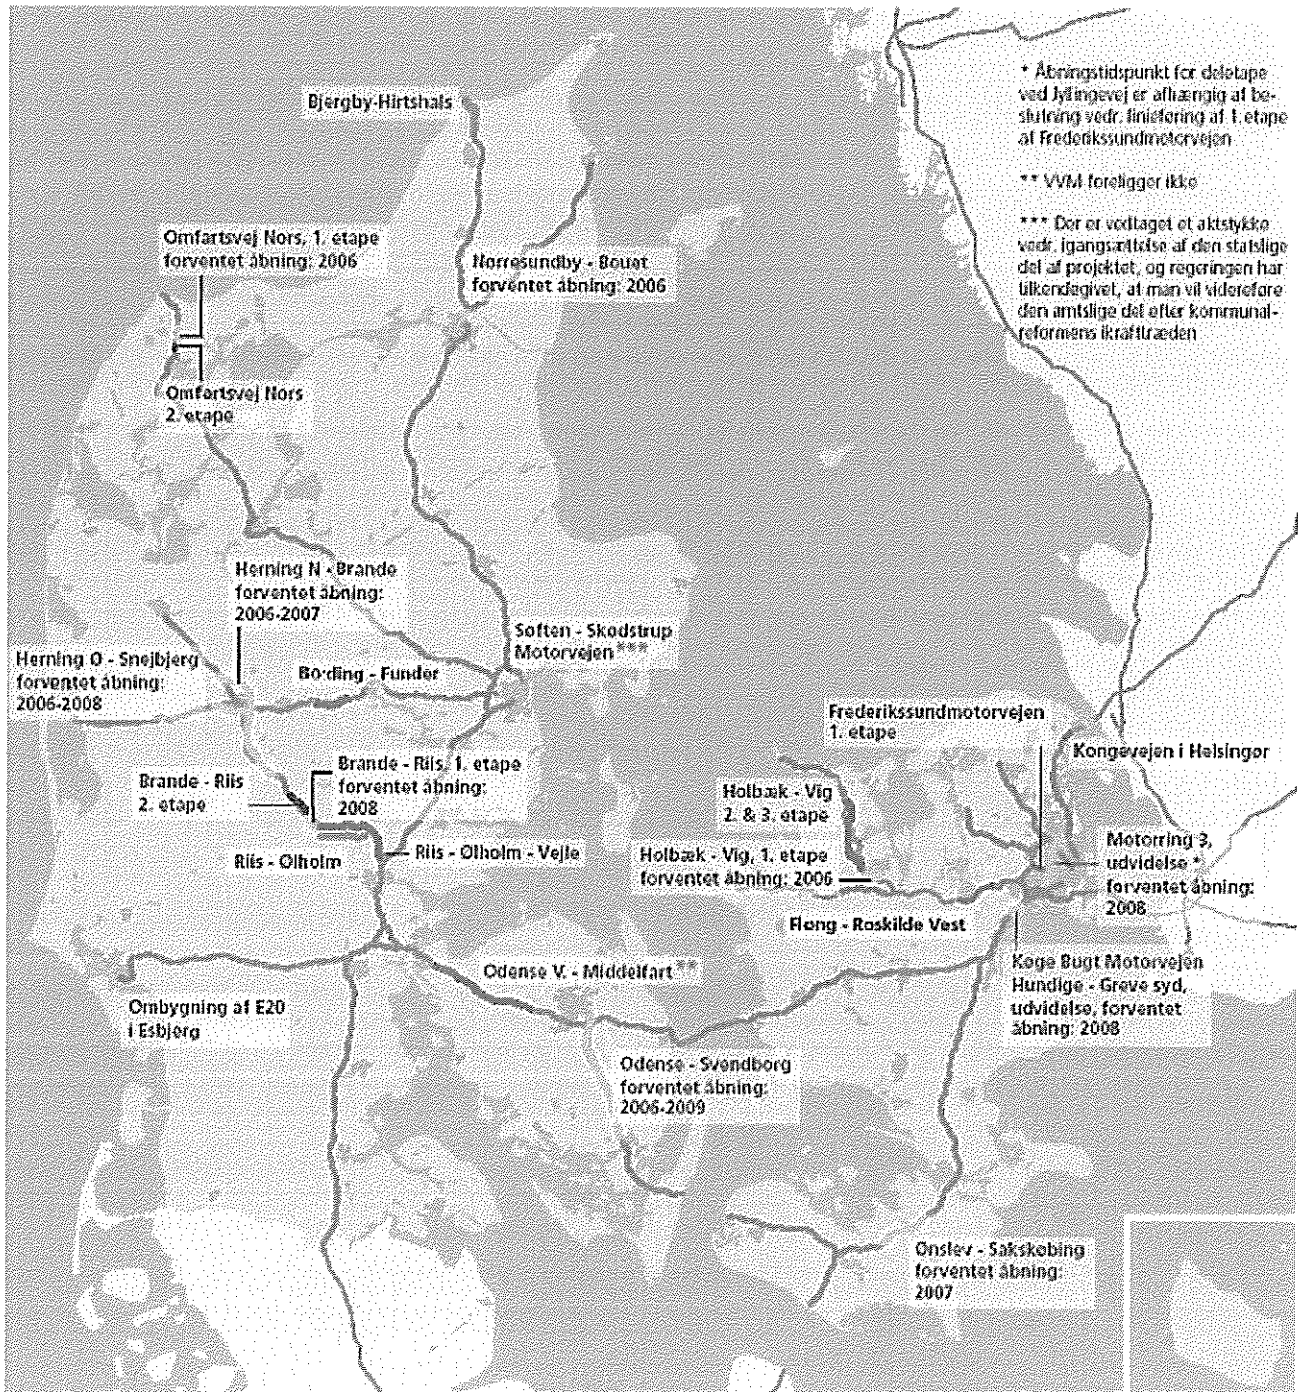 Bjergby-Hirtshals
* Åbningstidspunkt for deletape
ved Jyllingevej er afhængig af be-
slutning vedr. linieføring af 1. etape
af Frederikssundmotorvejen
** VVM foreligger ikke
*** Der er vedtaget et aktstykke
vedr. igangsættelse af den statslige
del af projektet, og regeringen har
tilkendegivet, at man vil videreføre
den amtslige del efter kommunal-
reformens ikrafttræden
Omfartsvej Nors, 1. etape
forventet åbning: 2006
Nørresundby - Bouet
forventet åbning: 2006
Omfartsvej Nors
2. etape
Herning N - Brande
forventet åbning:
2006-2007
Søften - Skødstrup
Motorvejen ***
Herning O - Snejbjerg
forventet åbning:
2006-2008
Bording - Funder
Frederikssundmotorvejen
1. etape
Kongevejen i Helsingør
Brande - Riis
2. etape
Brande - Riis, 1. etape
forventet åbning:
2008
Holbæk - Vig
2. & 3. etape
Riis - Ølholm
Riis - Ølholm - Vejle
Holbæk - Vig, 1. etape
forventet åbning: 2006
Motorring 3,
udvidelse *
forventet åbning:
2008
Fløng - Roskilde Vest
Odense V. - Middelfart **
Køge Bugt Motorvejen
Hundige - Greve syd,
udvidelse, forventet
åbning: 2008
Ombygning af E20
i Esbjerg
Odense - Svendborg
forventet åbning:
2006-2009
Ønslev - Sakskøbing
forventet åbning:
2007